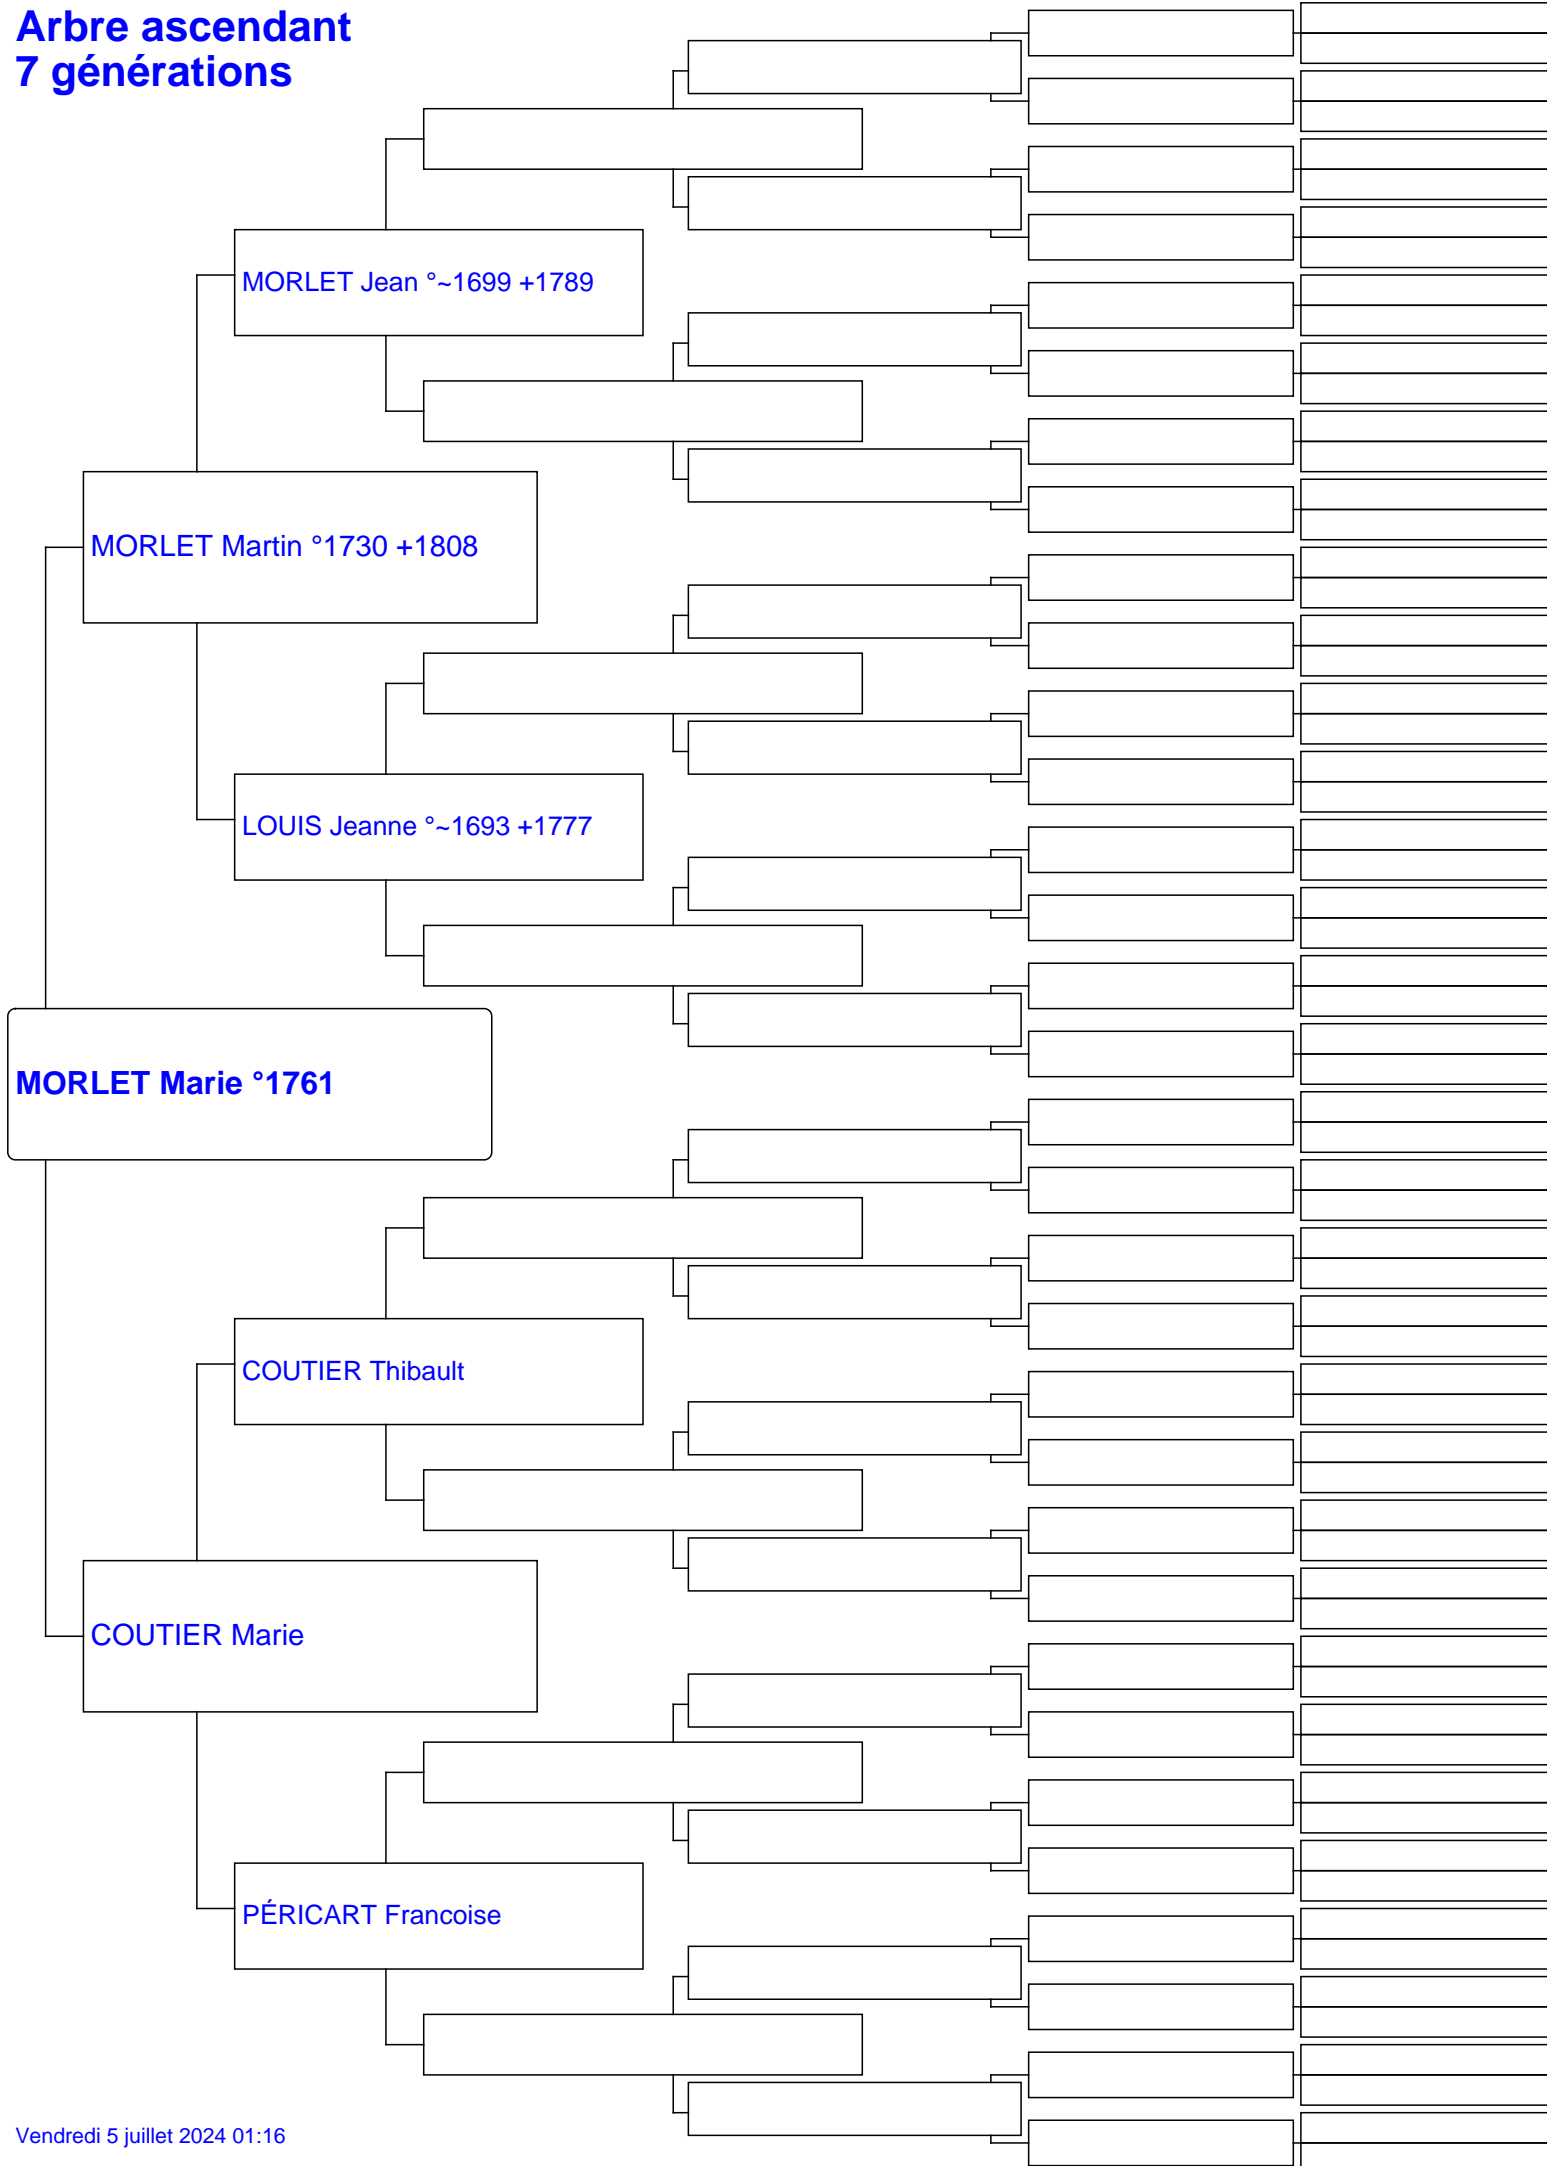 Arbre ascendant
7 générations
MORLET Jean °~1699 +1789
MORLET Martin °1730 +1808
LOUIS Jeanne °~1693 +1777
MORLET Marie °1761
COUTIER Thibault
COUTIER Marie
PÉRICART Francoise
Vendredi 5 juillet 2024 01:16